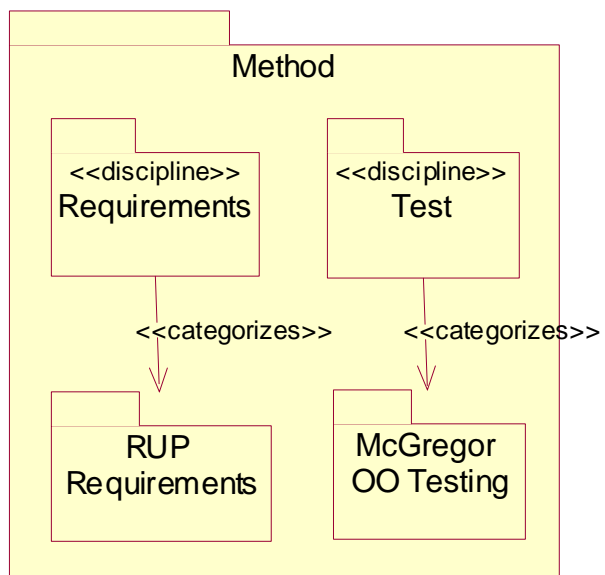 Method
<<discipline>>
Requirements
<<discipline>>
Test
<<categorizes>>
<<categorizes>>
RUP
Requirements
McGregor
OO Testing